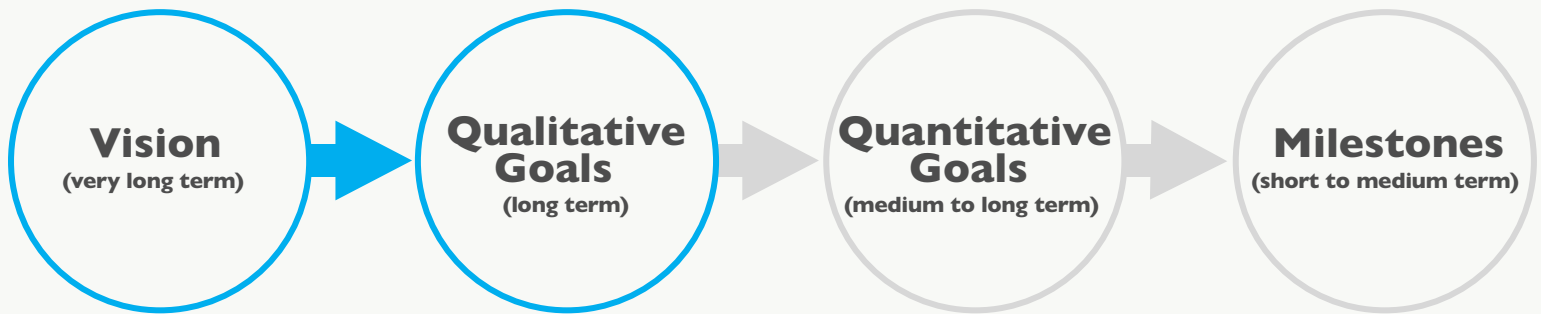 Vision
(very long term)
Qualitative
Goals
(long term)
Quantitative
Goals
(medium to long term)
Milestones
(short to medium term)